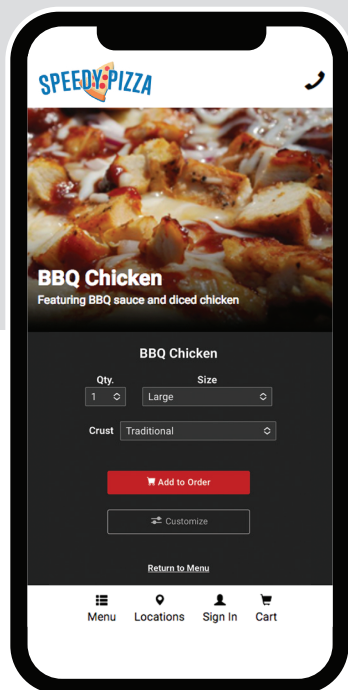 SPEEDY PIZZA
BBQ Chicken
Featuring BBQ sauce and diced chicken
BBQ Chicken
Qty. Size
1 Large
Crust Traditional
Add to Order
Customize
Return to Menu
Menu Locations Sign In Cart